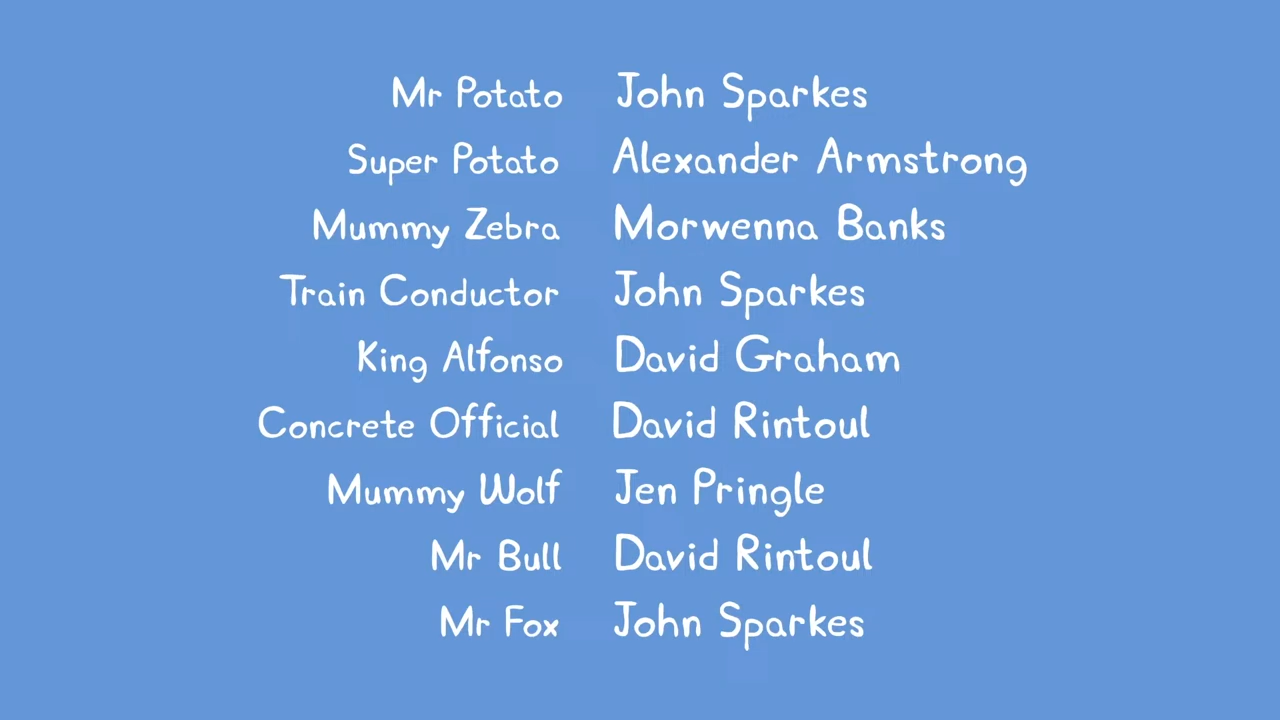 Mr Potato John Sparkes
Super Potato Alexander Armstrong
Mummy Zebra Morwenna Banks
Train Conductor John Sparkes
King Alfonso David Graham
Concrete Official David Rintoul
Mummy Wolf Jen Pringle
Mr Bull David Rintoul
Mr Fox John Sparkes